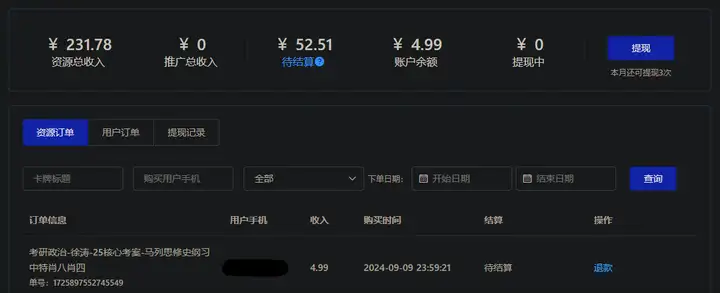 ¥ 231.78 ¥ 0 ¥ 52.51 ¥ 4.99 ¥ 0 提现
资源总收入 推广总收入 待结算? 账户余额 提现中 本月还可提现3次
资源订单 用户订单 提现记录
卡牌标题 购买用户手机 全部 下单日期: 开始日期 结束日期 查询
订单信息 用户手机 收入 购买时间 结算 操作
考研政治-徐涛-25核心考案-马列思修史纲习
中特肖八肖四 4.99 2024-09-09 23:59:21 待结算 退款
单号: 1725897552745549